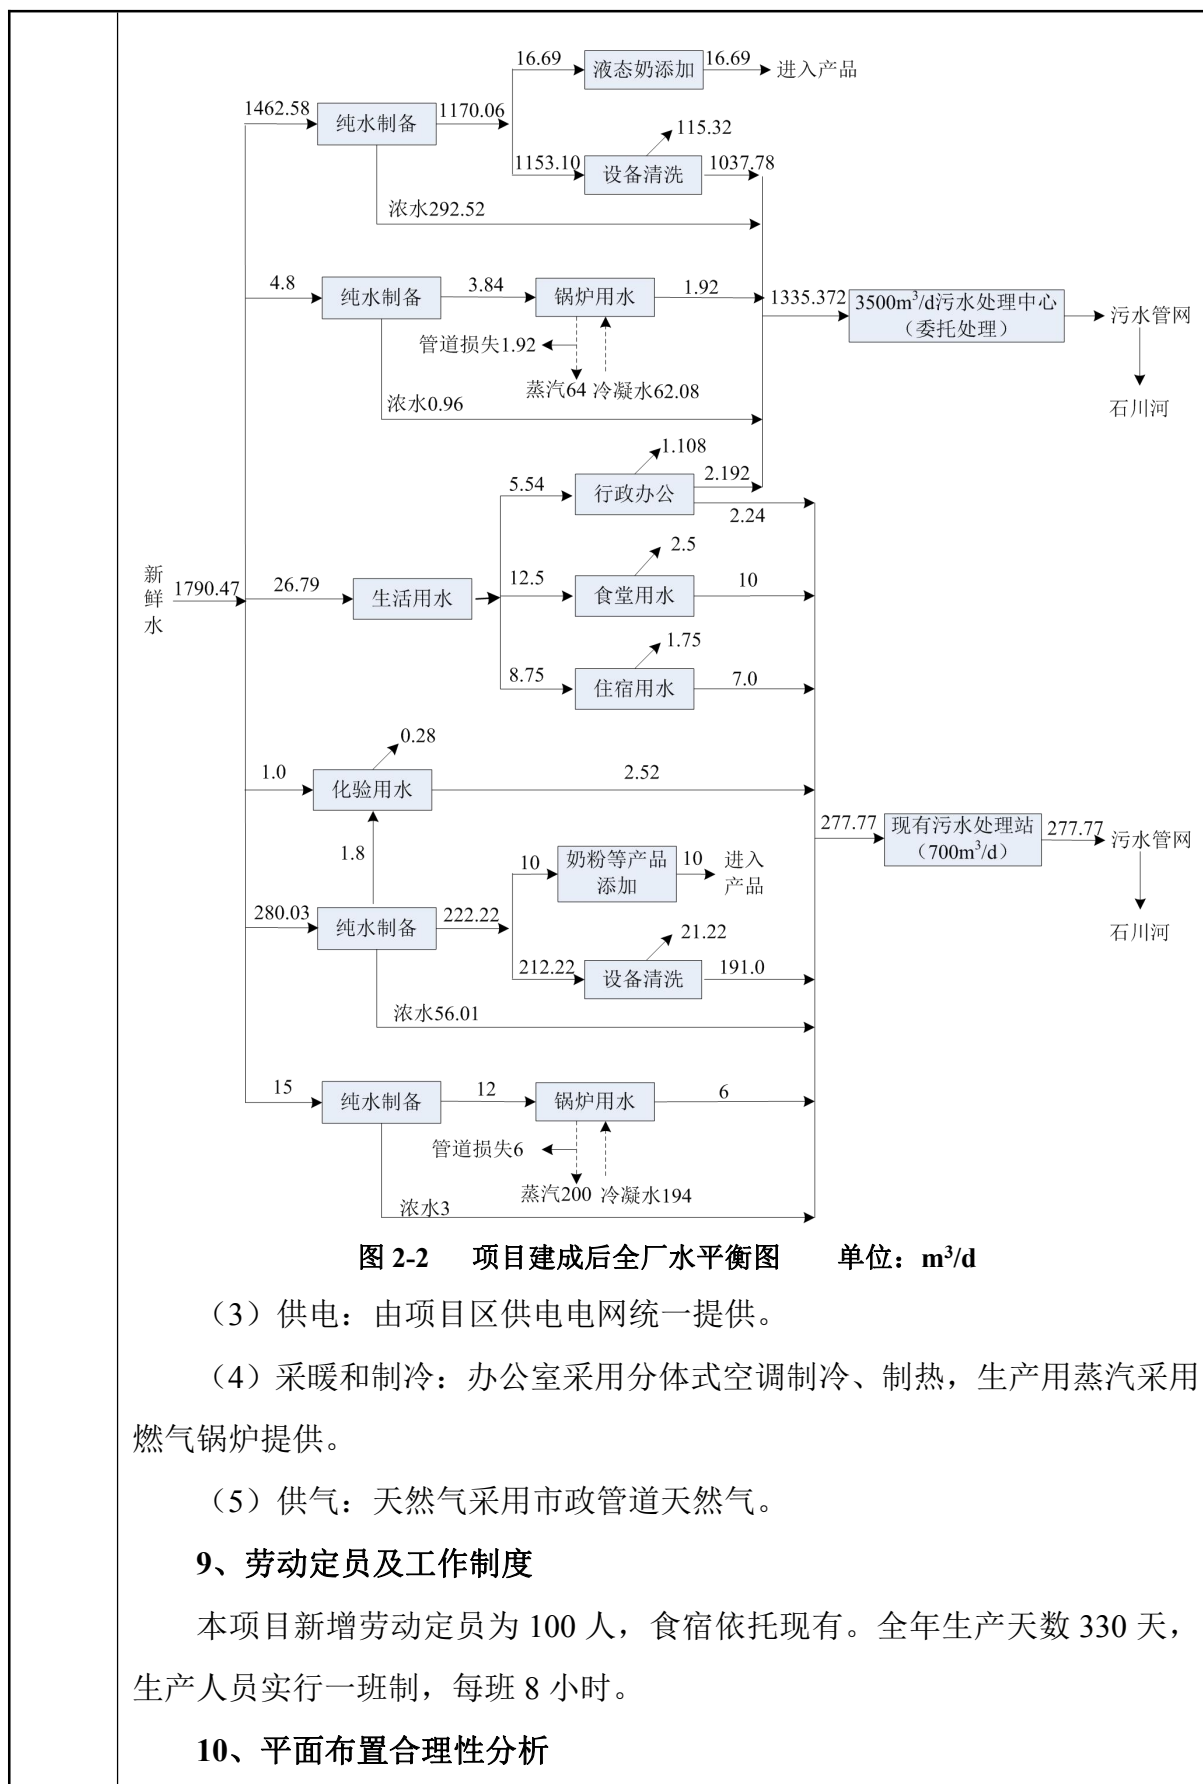 16.69
液态奶添加
16.69
进入产品
1462.58
纯水制备
1170.06
115.32
1153.10
设备清洗
1037.78
浓水292.52
4.8
纯水制备
3.84
锅炉用水
1.92
1335.372
3500m³/d污水处理中心
（委托处理）
污水管网
管道损失1.92
蒸汽64
冷凝水62.08
浓水0.96
石川河
1.108
5.54
行政办公
2.192
2.24
新
鲜
水
1790.47
26.79
生活用水
12.5
2.5
食堂用水
10
1.75
8.75
住宿用水
7.0
0.28
1.0
化验用水
2.52
1.8
277.77
现有污水处理站
（700m³/d）
277.77
污水管网
10
奶粉等产品
添加
10
进入
产品
280.03
纯水制备
222.22
21.22
212.22
设备清洗
191.0
石川河
浓水56.01
15
纯水制备
12
锅炉用水
6
管道损失6
蒸汽200
冷凝水194
浓水3
图 2-2 项目建成后全厂水平衡图 单位：m³/d
（3）供电：由项目区供电电网统一提供。
（4）采暖和制冷：办公室采用分体式空调制冷、制热，生产用蒸汽采用
燃气锅炉提供。
（5）供气：天然气采用市政管道天然气。
9、劳动定员及工作制度
本项目新增劳动定员为 100 人，食宿依托现有。全年生产天数 330 天，
生产人员实行一班制，每班 8 小时。
10、平面布置合理性分析